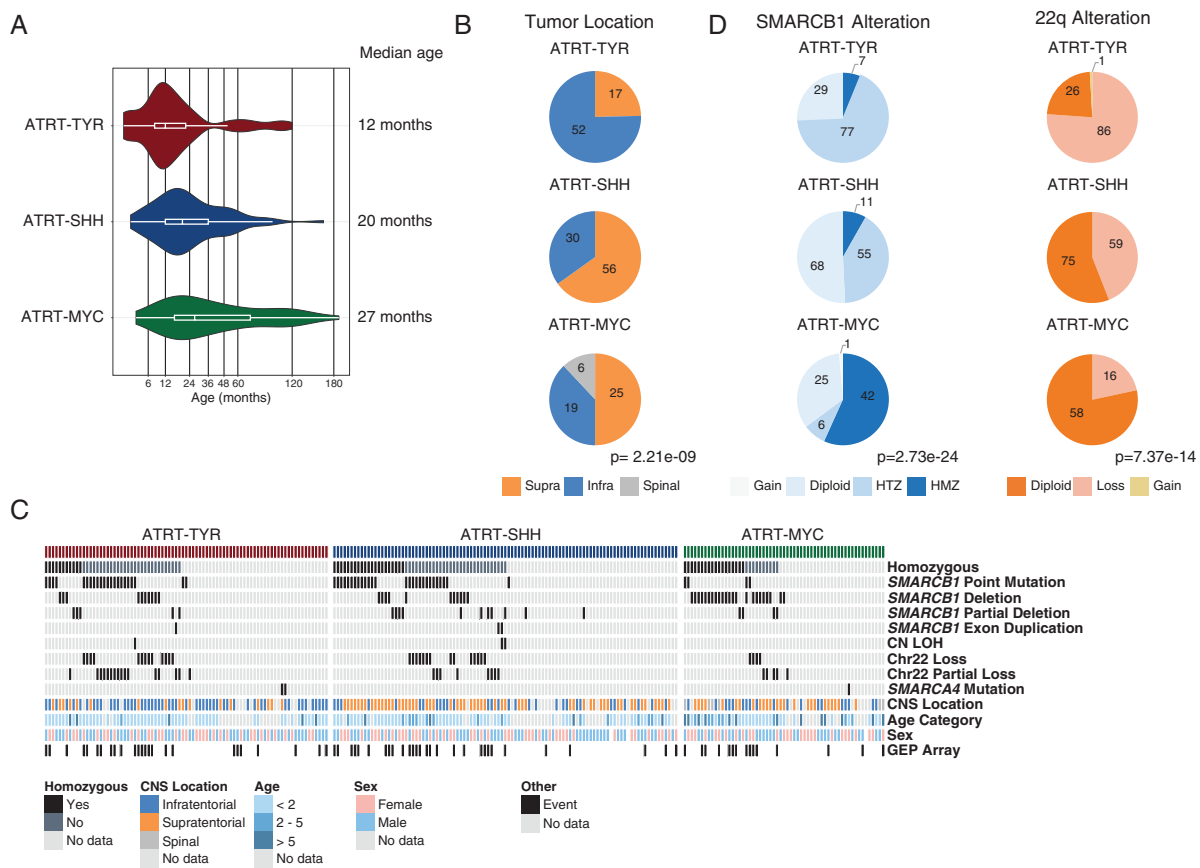 A
Median age
ATRT-TYR
12 months
ATRT-SHH
20 months
ATRT-MYC
27 months
6 12 24 36 48 60 120 180
Age (months)
B
Tumor Location
ATRT-TYR
17
52
ATRT-SHH
30
56
ATRT-MYC
6
25
19
p= 2.21e-09
Supra Infra Spinal
D
SMARCB1 Alteration
ATRT-TYR
7
29
77
ATRT-SHH
11
68
55
ATRT-MYC
1
25
42
6
p=2.73e-24
Gain Diploid HTZ HMZ
22q Alteration
ATRT-TYR
1
26
86
ATRT-SHH
59
75
ATRT-MYC
16
58
p=7.37e-14
Diploid Loss Gain
C
ATRT-TYR ATRT-SHH ATRT-MYC
Homozygous
SMARCB1 Point Mutation
SMARCB1 Deletion
SMARCB1 Partial Deletion
SMARCB1 Exon Duplication
CN LOH
Chr22 Loss
Chr22 Partial Loss
SMARCA4 Mutation
CNS Location
Age Category
Sex
GEP Array
Homozygous
Yes
No
No data
CNS Location
Infratentorial
Supratentorial
Spinal
No data
Age
< 2
2 - 5
> 5
No data
Sex
Female
Male
No data
Other
Event
No data